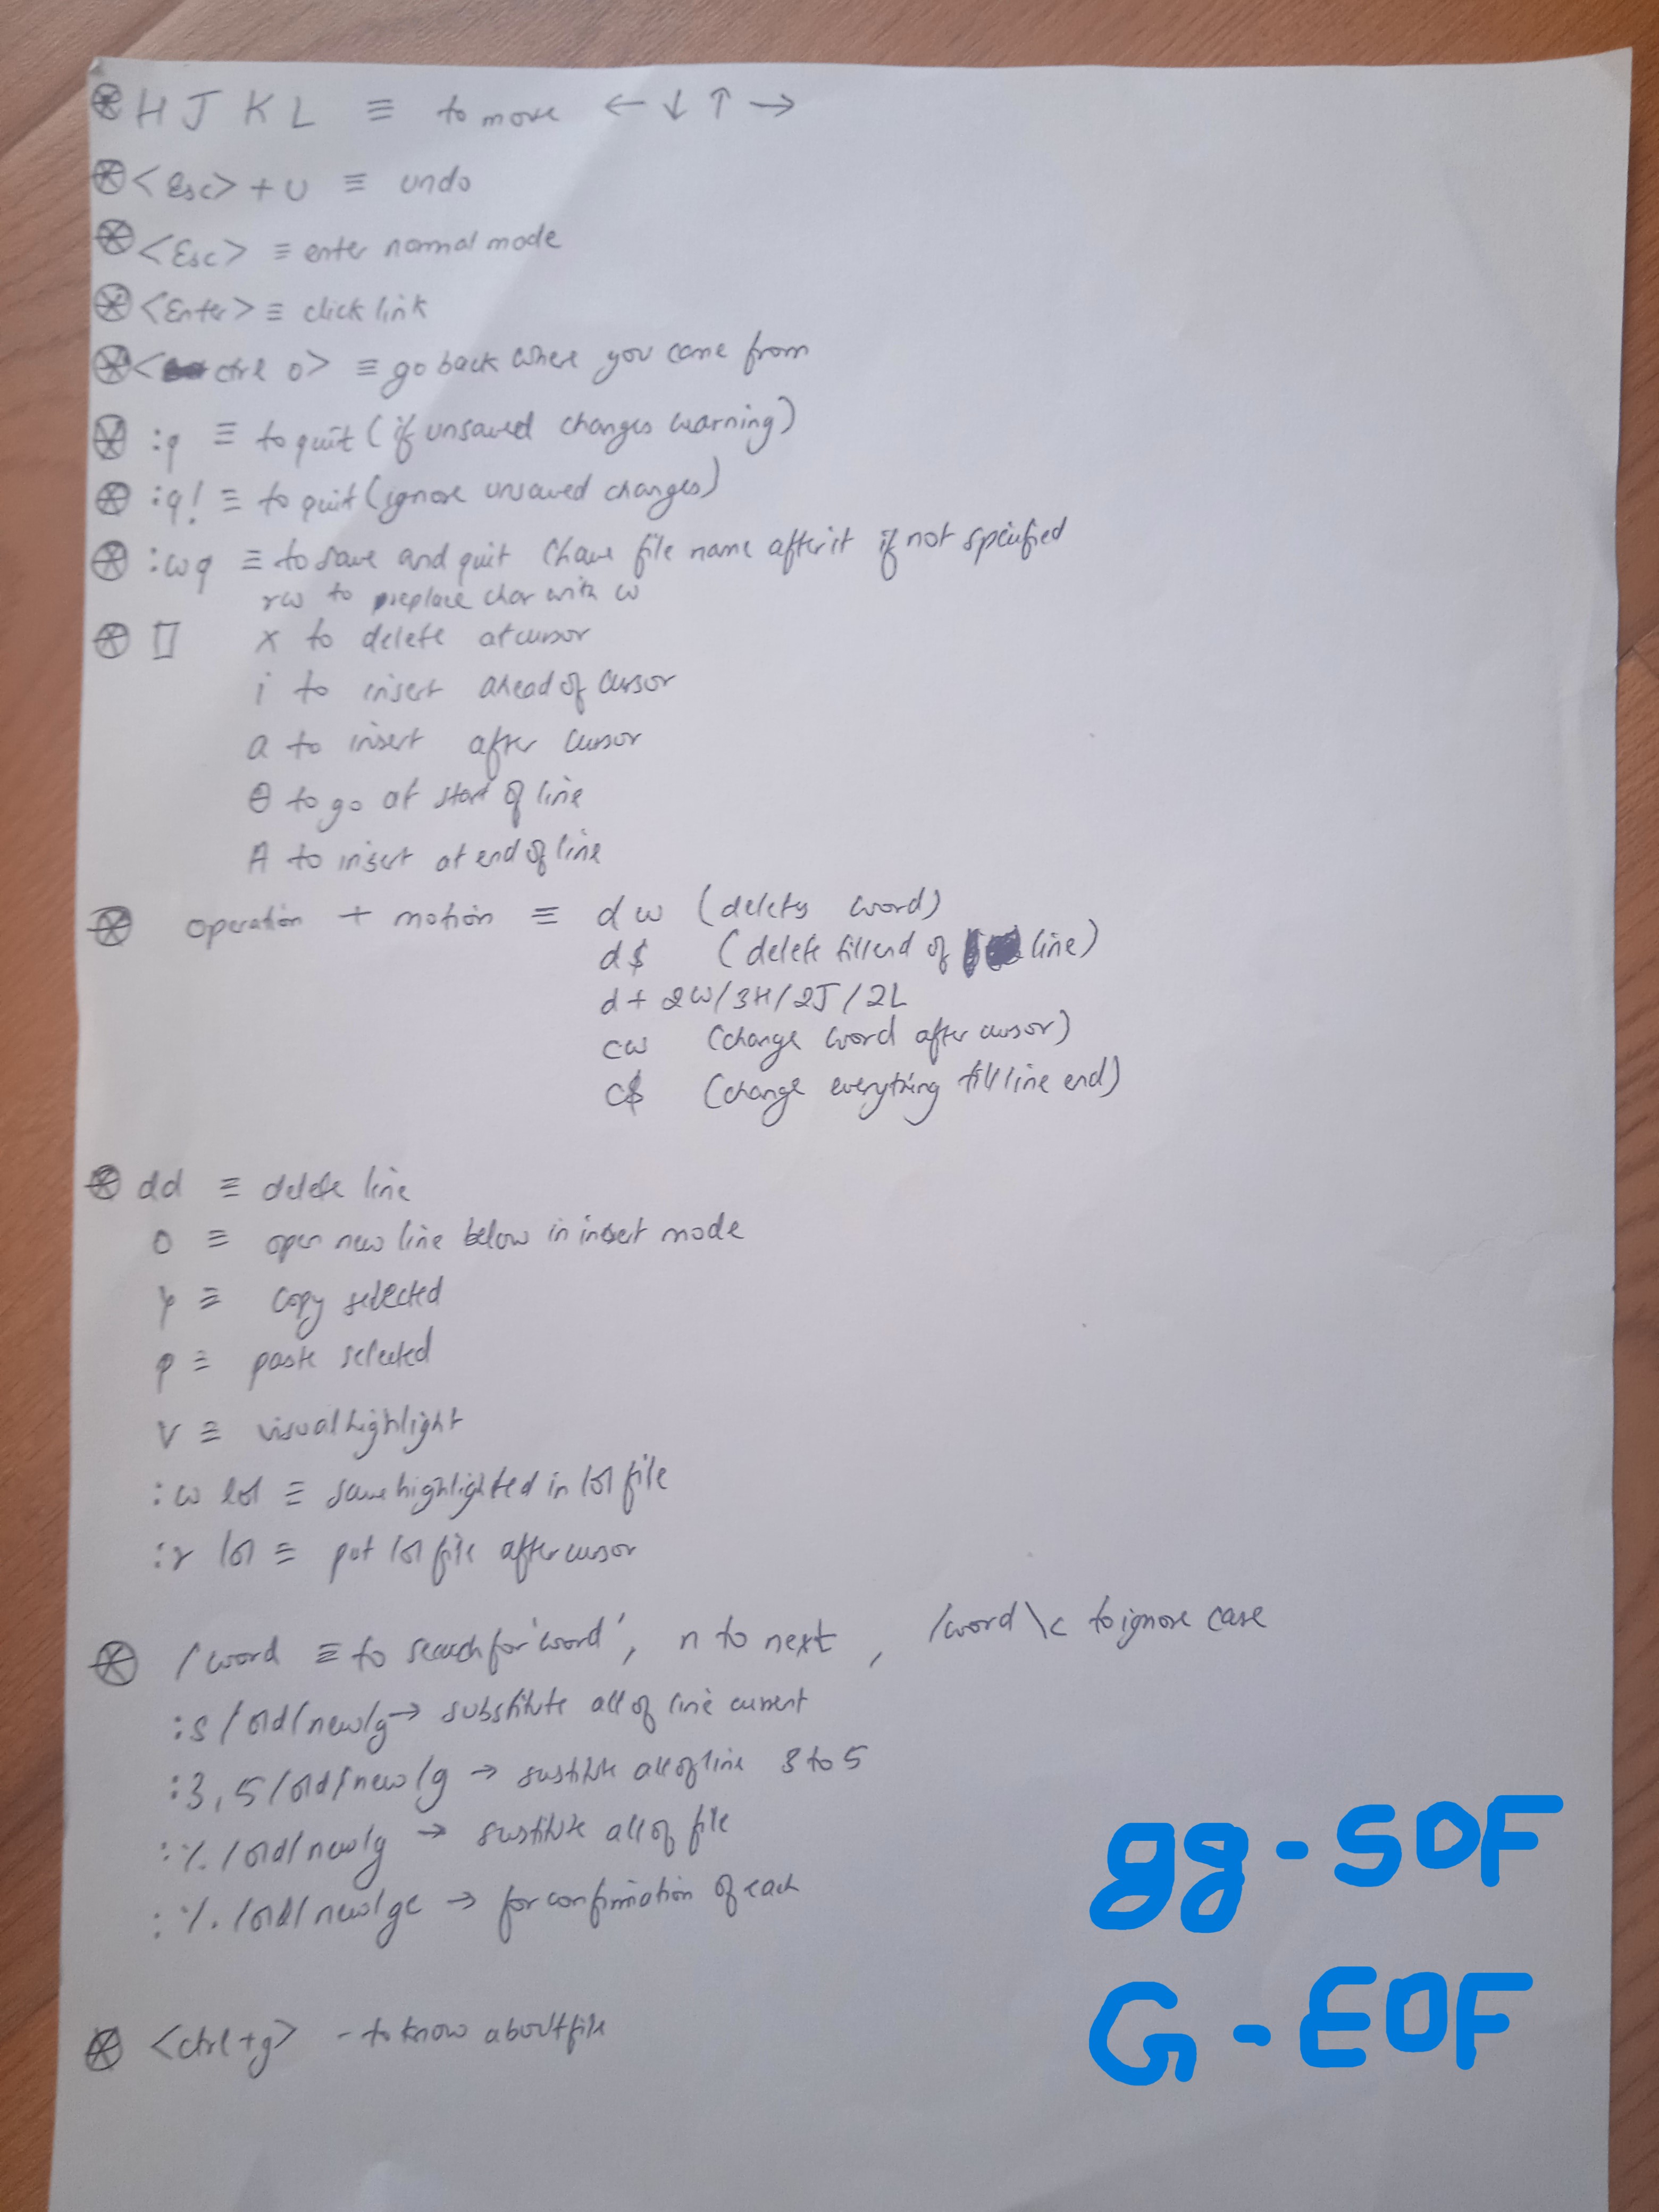 H J K L ≡ to move ← ↓ ↑ →
<Esc> + U ≡ undo
<Esc> ≡ enter normal mode
<Enter> ≡ click link
<ctrl o> ≡ go back where you came from
:q ≡ to quit (if unsaved changes warning)
:q! ≡ to quit (ignore unsaved changes)
:wq ≡ to save and quit (have file name after it if not specified
rw to replace char with w
x to delete at cursor
i to insert ahead of cursor
a to insert after cursor
0 to go at start of line
A to insert at end of line
operation + motion ≡ dw (deletes word)
d$ (delete till end of line)
d + 2W/3H/2J/2L
cw (change word after cursor)
c$ (change everything till line end)
dd ≡ delete line
o ≡ open new line below in insert mode
y ≡ copy selected
p ≡ paste selected
v ≡ visual highlight
:w lol ≡ save highlighted in lol file
:r lol ≡ put lol file after cursor
/word ≡ to search for 'word', n to next , /word\c to ignore case
:s/old/new/g → substitute all of line current
:3,5/old/new/g → sustitute all of line 3 to 5
:%/old/new/g → sustitute all of file
:%/old/new/gc → for confirmation of each
<ctrl+g> - to know about file
gg - SOF
G - EOF